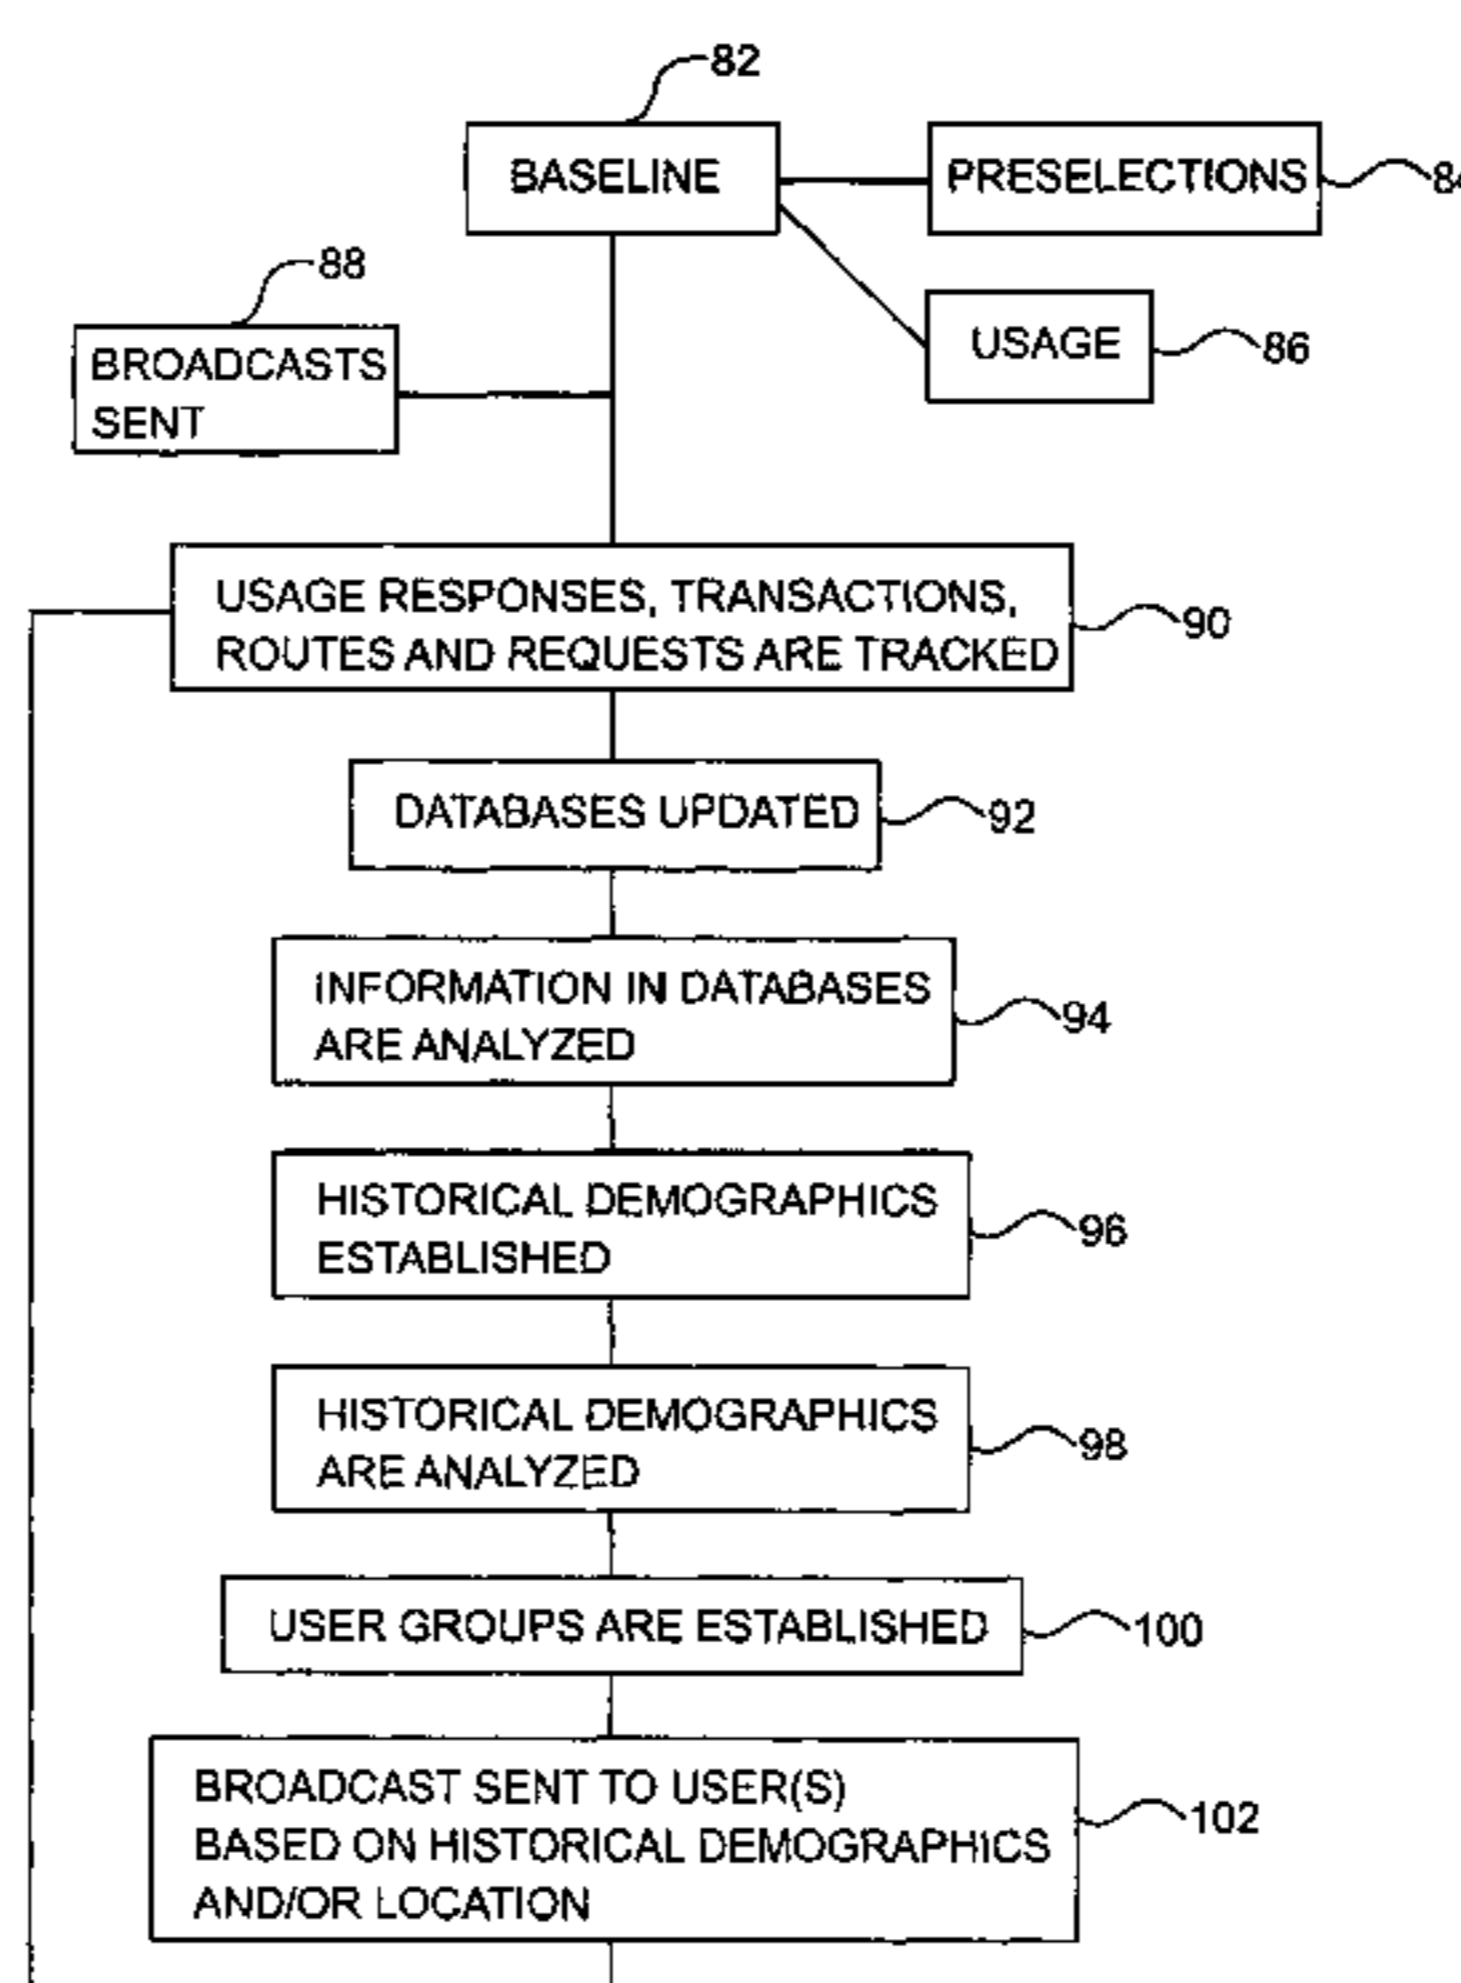 82
BASELINE
PRESELECTIONS
88
USAGE
86
BROADCASTS
SENT
USAGE RESPONSES, TRANSACTIONS,
ROUTES AND REQUESTS ARE TRACKED
90
DATABASES UPDATED
92
INFORMATION IN DATABASES
ARE ANALYZED
94
HISTORICAL DEMOGRAPHICS
ESTABLISHED
96
HISTORICAL DEMOGRAPHICS
ARE ANALYZED
98
USER GROUPS ARE ESTABLISHED
100
BROADCAST SENT TO USER(S)
BASED ON HISTORICAL DEMOGRAPHICS
AND/OR LOCATION
102